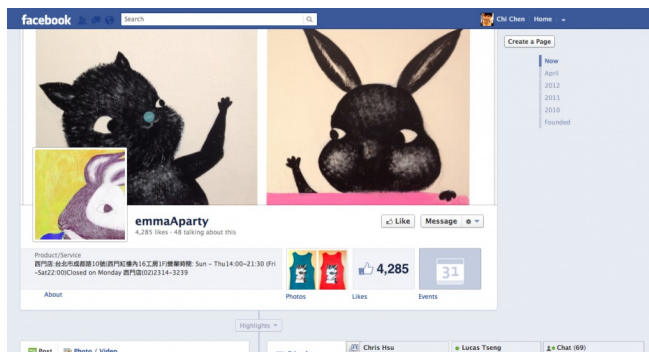 facebook
Search
Chi Chen
Home
Create a Page
Now
April
2012
2011
2010
Founded
emmaAparty
4,285 likes · 48 talking about this
Like
Message
Product/Service
西門店:台北市成都路10號(西門紅樓內16工房1F)營業時間: Sun - Thu14:00-21:30 (Fri
-Sat22:00)Closed on Monday 西門店(02)2314-3239
4,285
31
About
Photos
Likes
Events
Highlights
Post
Photo / Video
Chris Hsu
Lucas Tseng
Chat (69)